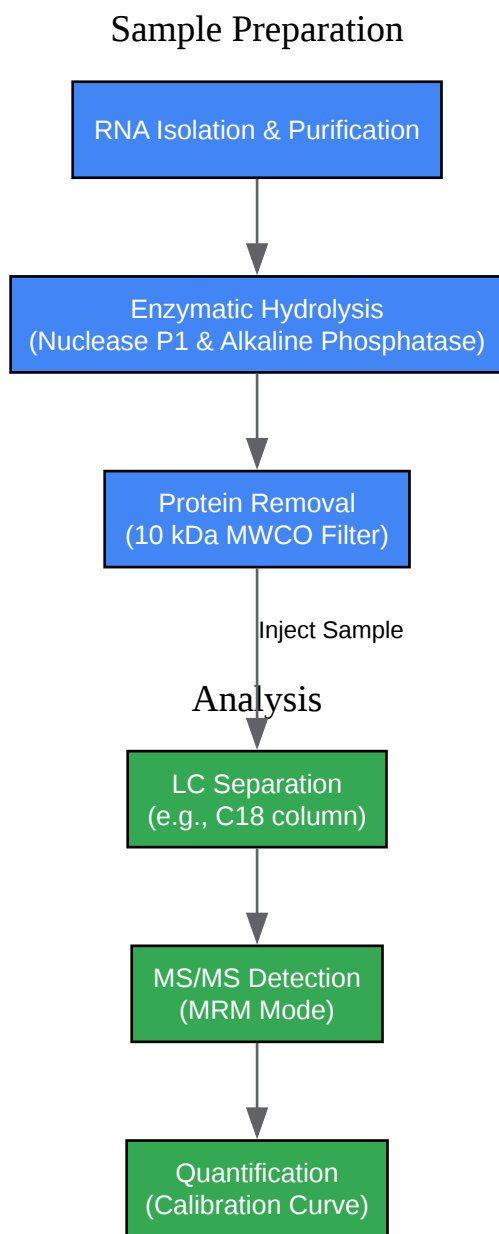 Sample Preparation
RNA Isolation & Purification
Enzymatic Hydrolysis
(Nuclease P1 & Alkaline Phosphatase)
Protein Removal
(10 kDa MWCO Filter)
Inject Sample
Analysis
LC Separation
(e.g., C18 column)
MS/MS Detection
(MRM Mode)
Quantification
(Calibration Curve)